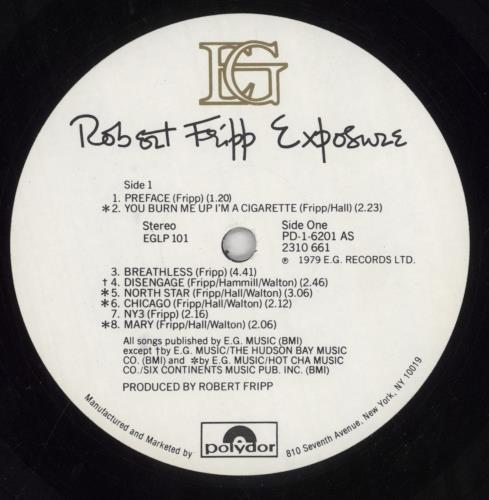 EG
Robert Fripp Exposure
Side 1
1. PREFACE (Fripp) (1.20)
*2. YOU BURN ME UP I'M A CIGARETTE (Fripp/Hall) (2.23)
Stereo
EGLP 101
Side One
PD-1-6201 AS
2310 661
℗ 1979 E.G. RECORDS LTD.
3. BREATHLESS (Fripp) (4.41)
†4. DISENGAGE (Fripp/Hammill/Walton) (2.46)
*5. NORTH STAR (Fripp/Hall/Walton) (3.06)
*6. CHICAGO (Fripp/Hall/Walton) (2.12)
7. NY3 (Fripp) (2.16)
*8. MARY (Fripp/Hall/Walton) (2.06)
All songs published by E.G. MUSIC (BMI)
except † by E.G. MUSIC/THE HUDSON BAY MUSIC
CO. (BMI) and * by E.G. MUSIC/HOT CHA MUSIC
CO./SIX CONTINENTS MUSIC PUB. INC. (BMI)
PRODUCED BY ROBERT FRIPP
Manufactured and Marketed by
polydor
810 Seventh Avenue, New York, NY 10019